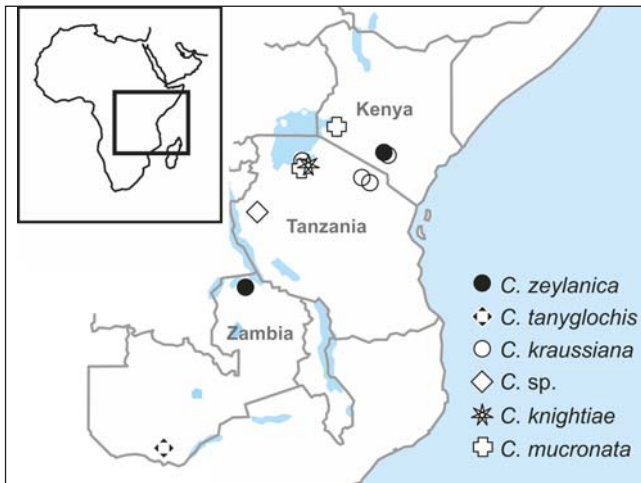 Kenya
Tanzania
Zambia
C. zeylanica
C. tanyglochis
C. kraussiana
C. sp.
C. knightiae
C. mucronata